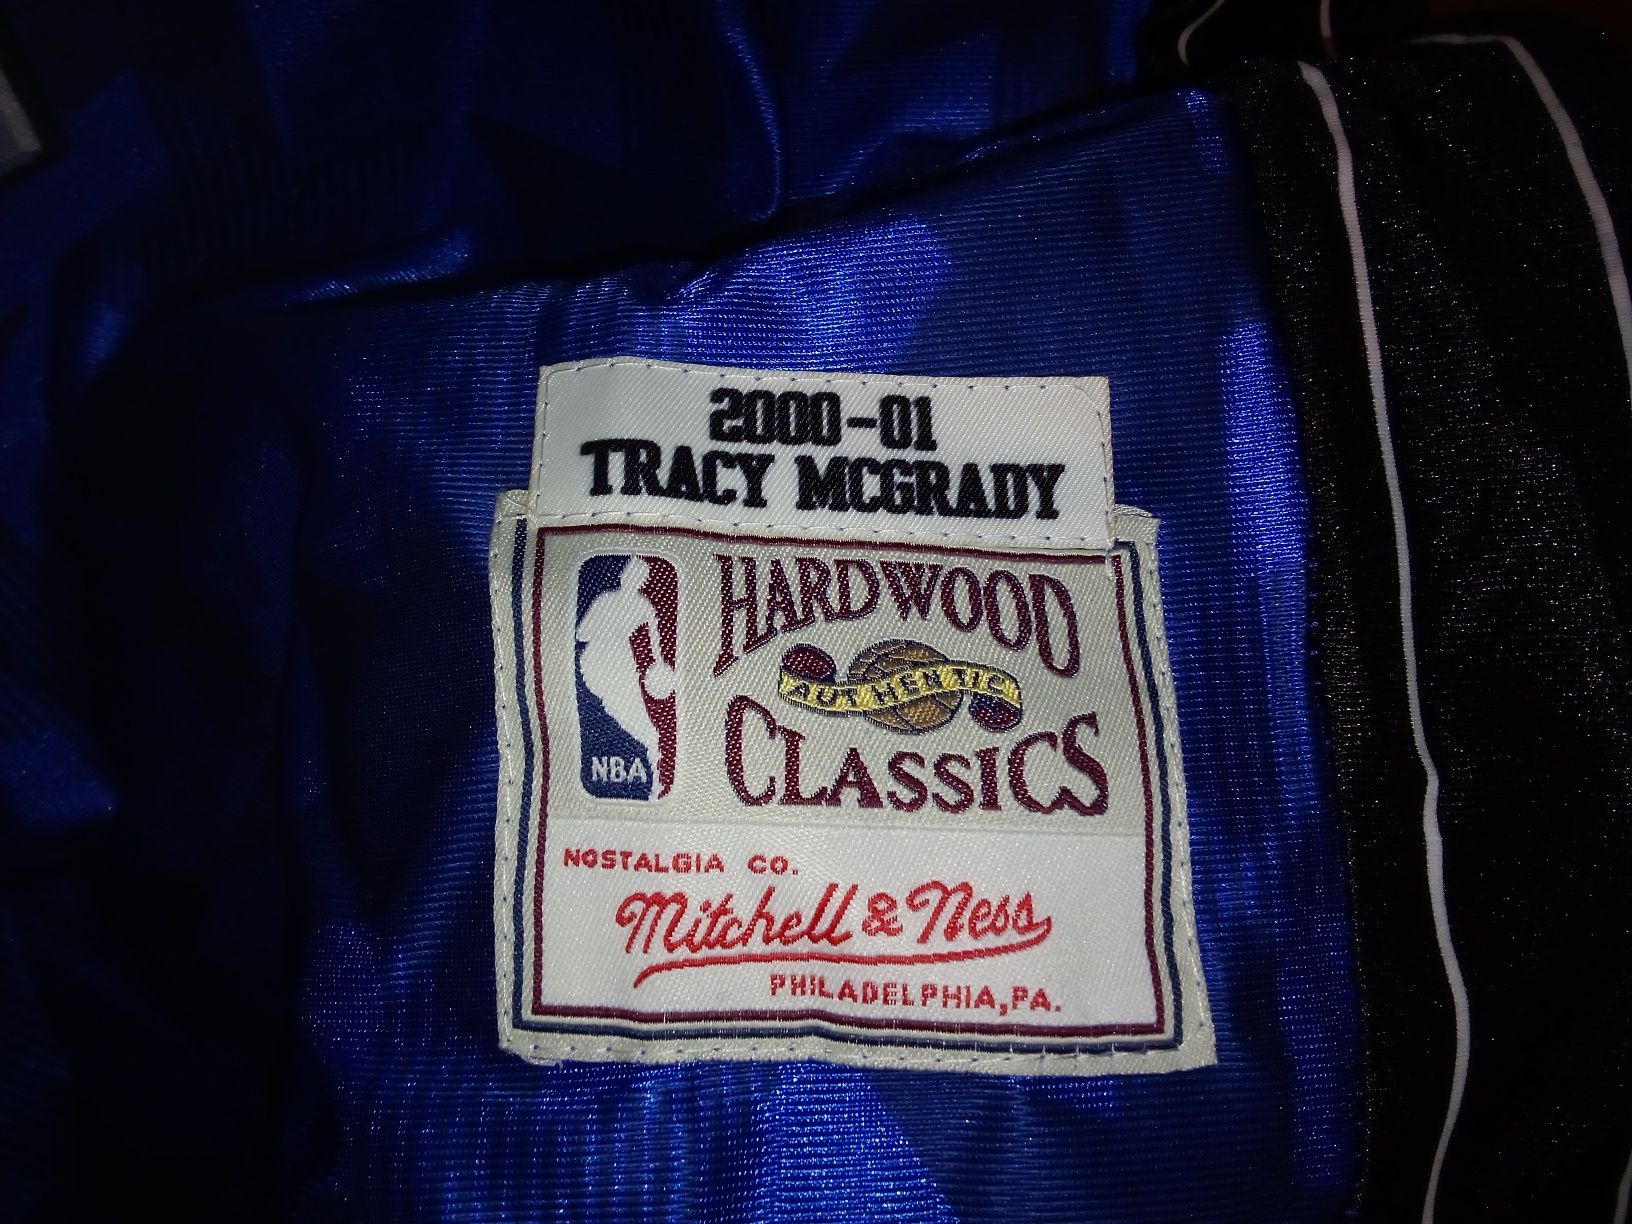 2000-01
TRACY MCGRADY
HARDWOOD
AUTHENTIC
CLASSICS
NBA
NOSTALGIA CO.
Mitchell & Ness
PHILADELPHIA, PA.